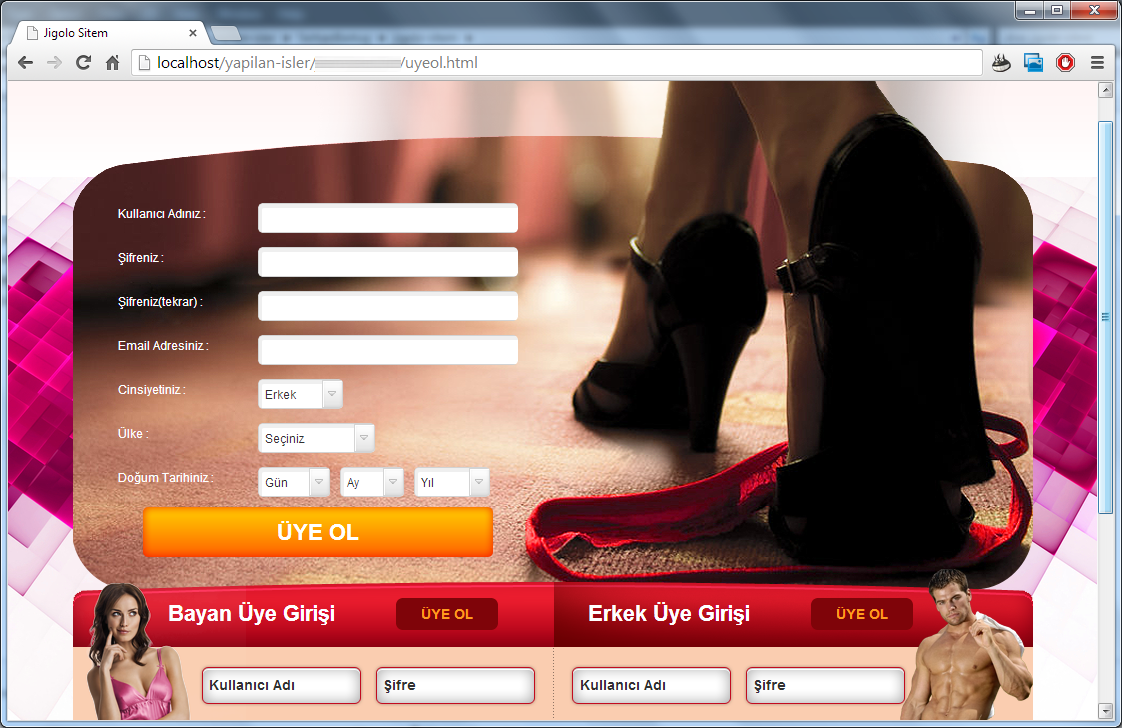 Jigolo Sitem
localhost/yapilan-isler/ /uyeol.html
Kullanıcı Adınız :
Şifreniz :
Şifreniz(tekrar) :
Email Adresiniz :
Cinsiyetiniz :
Erkek
Ülke :
Seçiniz
Doğum Tarihiniz :
Gün
Ay
Yıl
ÜYE OL
Bayan Üye Girişi
ÜYE OL
Erkek Üye Girişi
ÜYE OL
Kullanıcı Adı
Şifre
Kullanıcı Adı
Şifre